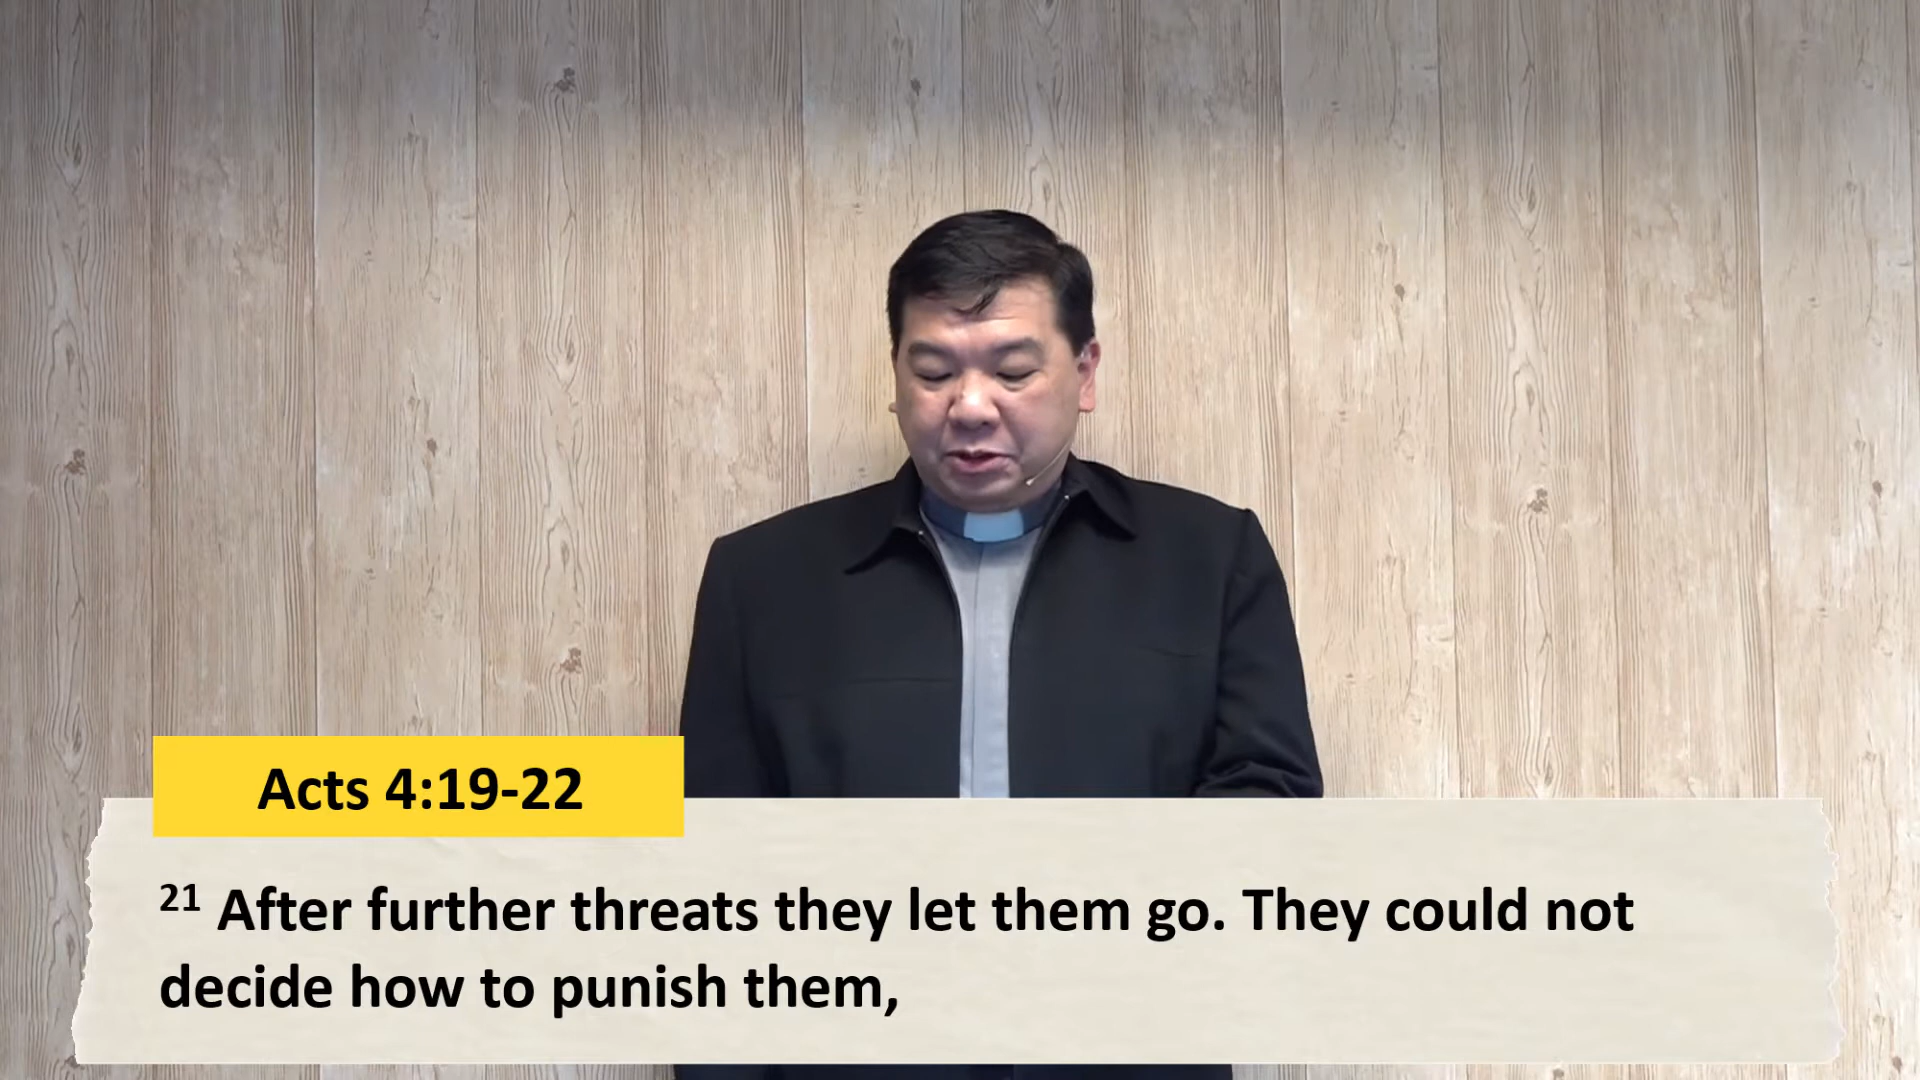 Acts 4:19-22
21 After further threats they let them go. They could not
decide how to punish them,